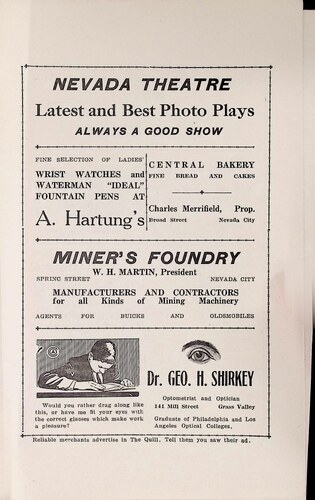 NEVADA THEATRE
Latest and Best Photo Plays
ALWAYS A GOOD SHOW
FINE SELECTION OF LADIES'
WRIST WATCHES and
WATERMAN "IDEAL"
FOUNTAIN PENS AT
A. Hartung's
CENTRAL BAKERY
FINE BREAD AND CAKES
Charles Merrifield, Prop.
Broad Street Nevada City
MINER'S FOUNDRY
W. H. MARTIN, President
SPRING STREET NEVADA CITY
MANUFACTURERS AND CONTRACTORS
for all Kinds of Mining Machinery
AGENTS FOR BUICKS AND OLDSMOBILES
Would you rather drag along like
this, or have me fit your eyes with
the correct glasses which make work
a pleasure?
Dr. GEO. H. SHIRKEY
Optometrist and Optician
141 Mill Street Grass Valley
Graduate of Philadelphia and Los
Angeles Optical Colleges,
Reliable merchants advertise in The Quill. Tell them you saw their ad.